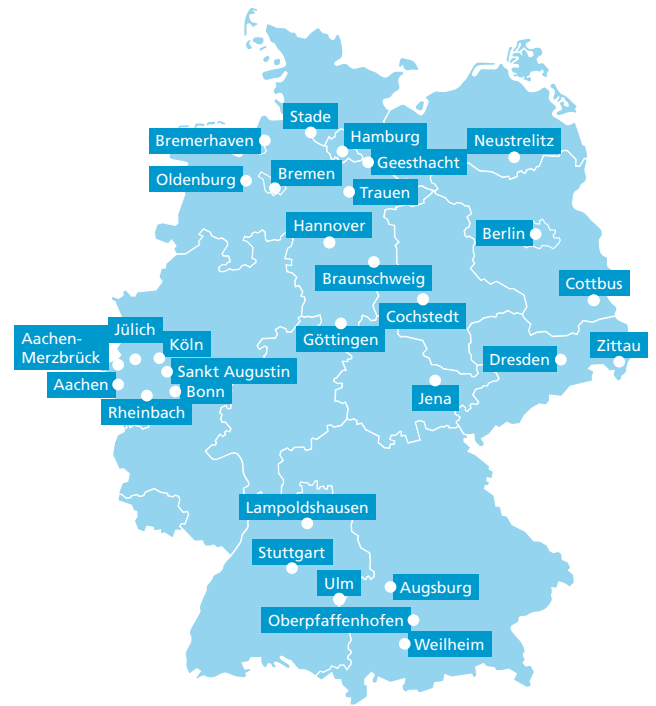 Stade
Bremerhaven
Hamburg
Neustrelitz
Geesthacht
Oldenburg
Bremen
Trauen
Hannover
Berlin
Braunschweig
Cottbus
Cochstedt
Jülich
Aachen-
Merzbrück
Köln
Göttingen
Zittau
Dresden
Sankt Augustin
Aachen
Bonn
Jena
Rheinbach
Lampoldshausen
Stuttgart
Ulm
Augsburg
Oberpfaffenhofen
Weilheim